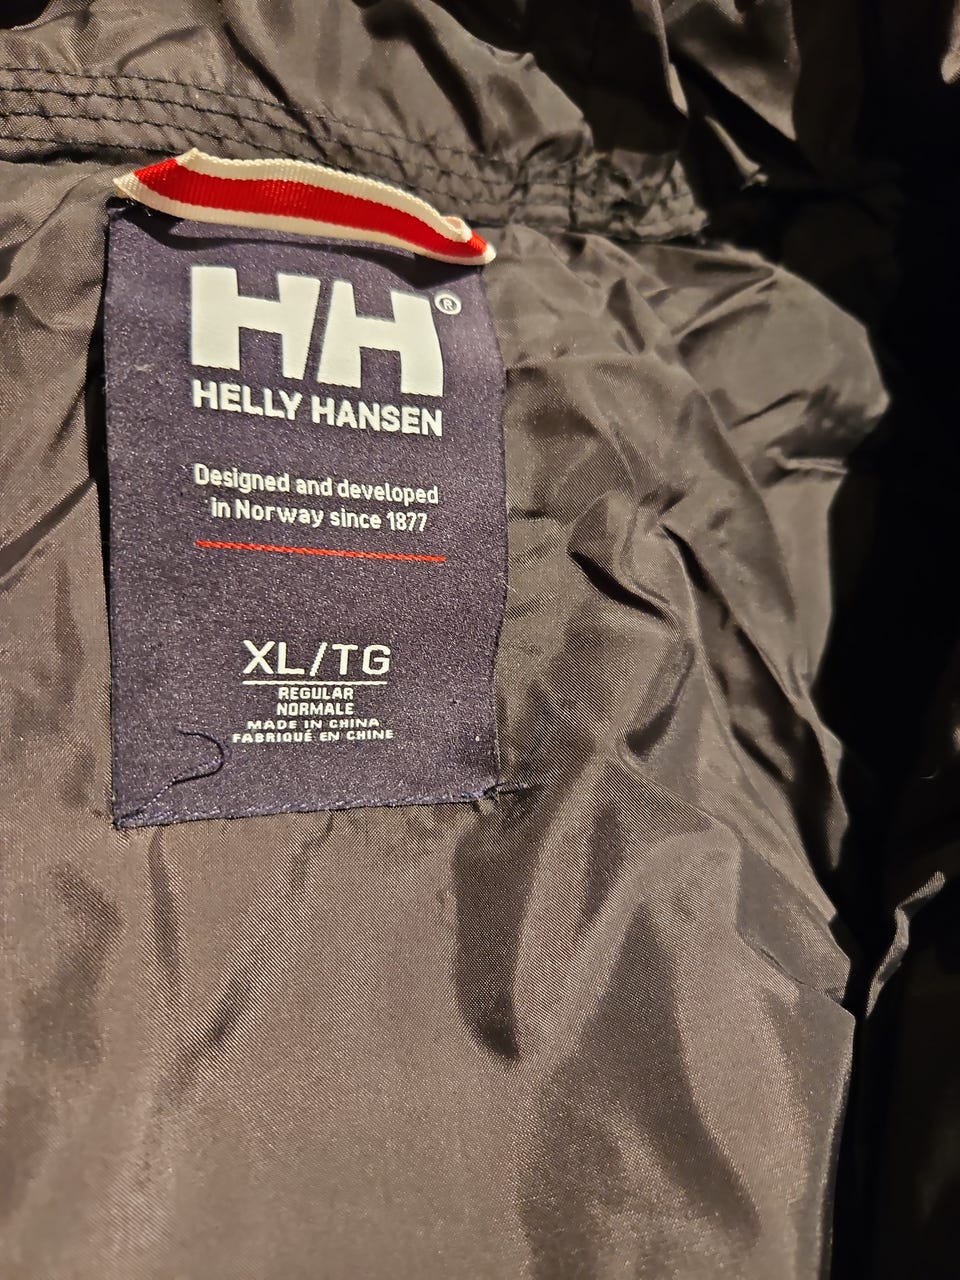 HH®
HELLY HANSEN
Designed and developed
in Norway since 1877
XL/TG
REGULAR
NORMALE
MADE IN CHINA
FABRIQUÉ EN CHINE